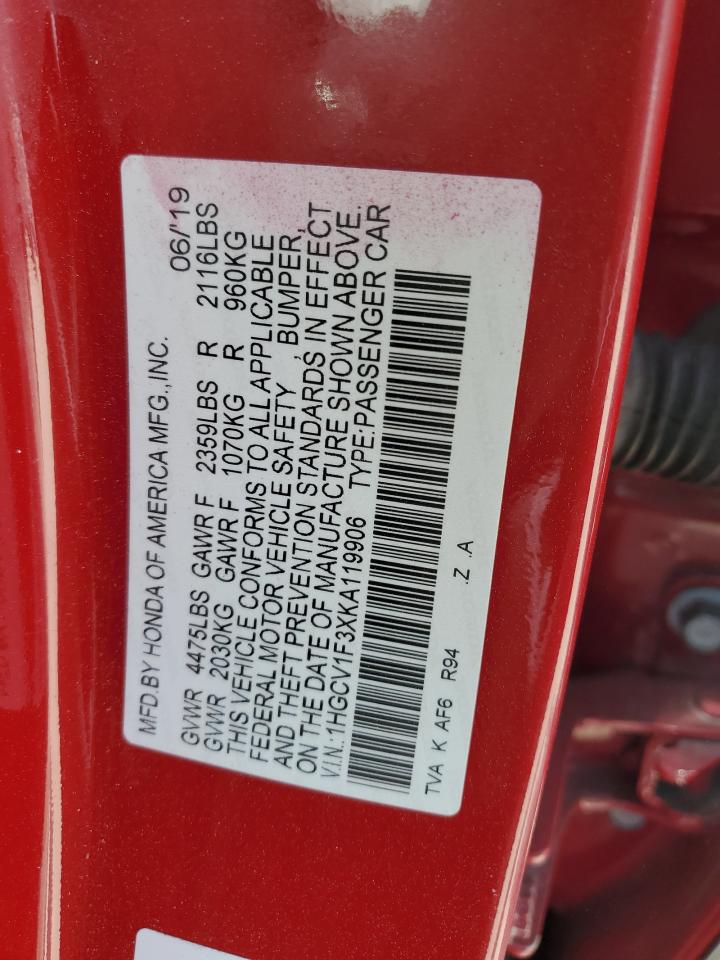 MFD.BY HONDA OF AMERICA MFG.,INC. 06/'19
GVWR 4475LBS GAWR F 2359LBS R 2116LBS
GVWR 2030KG GAWR F 1070KG R 960KG
THIS VEHICLE CONFORMS TO ALL APPLICABLE
FEDERAL MOTOR VEHICLE SAFETY , BUMPER,
AND THEFT PREVENTION STANDARDS, IN EFFECT
ON THE DATE OF MANUFACTURE SHOWN ABOVE.
V.I.N.:1HGCV1F3XKA119906 TYPE:PASSENGER CAR
TVA K AF6 R94 .Z .A